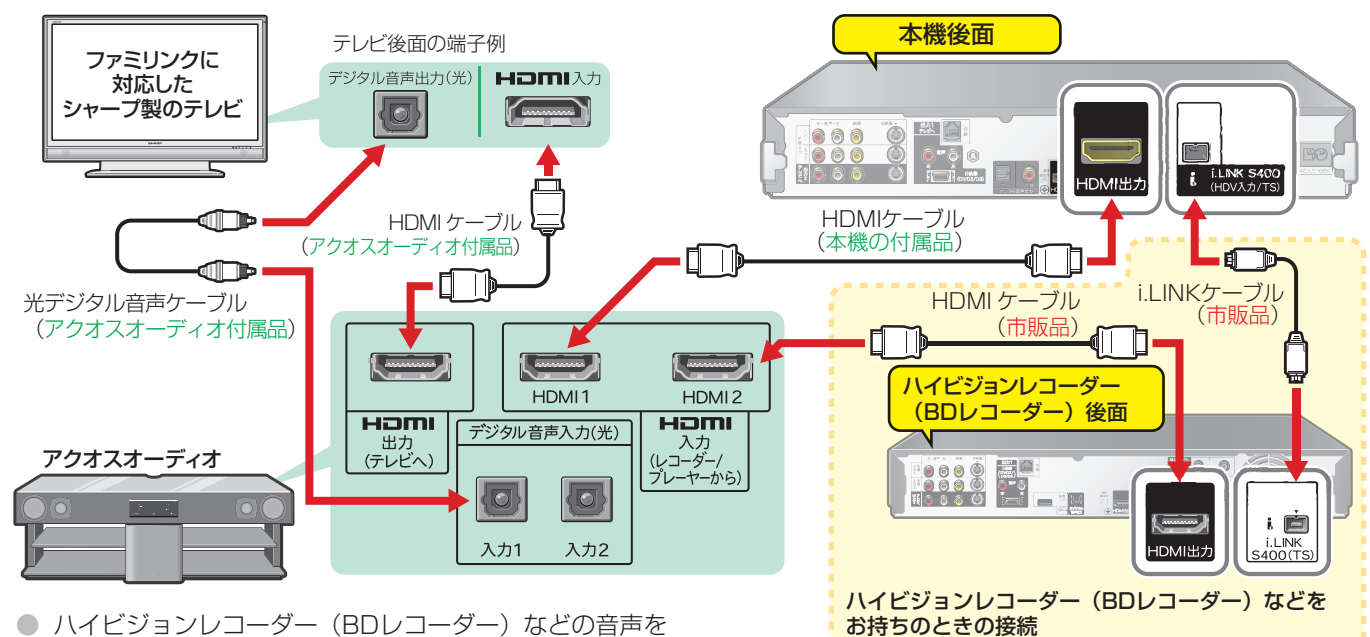 ファミリンクに
対応した
シャープ製のテレビ
テレビ後面の端子例
デジタル音声出力(光)
HDMI入力
本機後面
HDMI出力
i.LINK S400
(HDV入力/TS)
HDMI ケーブル
(アクオスオーディオ付属品)
HDMIケーブル
(本機の付属品)
光デジタル音声ケーブル
(アクオスオーディオ付属品)
HDMI ケーブル
(市販品)
i.LINKケーブル
(市販品)
HDMI1
HDMI2
HDMI
出力
(テレビへ)
デジタル音声入力(光)
HDMI
入力
(レコーダー/
プレーヤーから)
入力1
入力2
アクオスオーディオ
ハイビジョンレコーダー
(BDレコーダー)後面
HDMI出力
i.LINK
S400(TS)
ハイビジョンレコーダー(BDレコーダー)などを
お持ちのときの接続
● ハイビジョンレコーダー(BDレコーダー)などの音声を